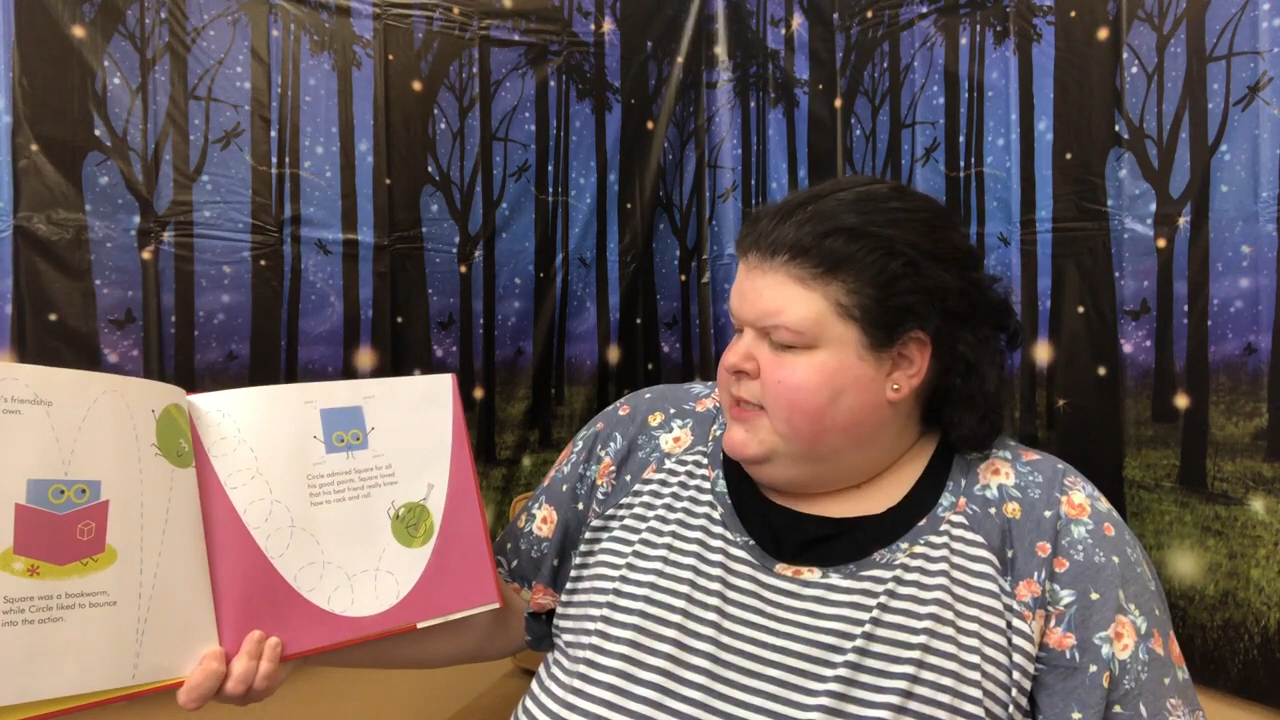 's friendship
own.
Square was a bookworm,
while Circle liked to bounce
into the action.
Circle admired Square for all
his good points. Square loved
that his best friend really knew
how to rock and roll.